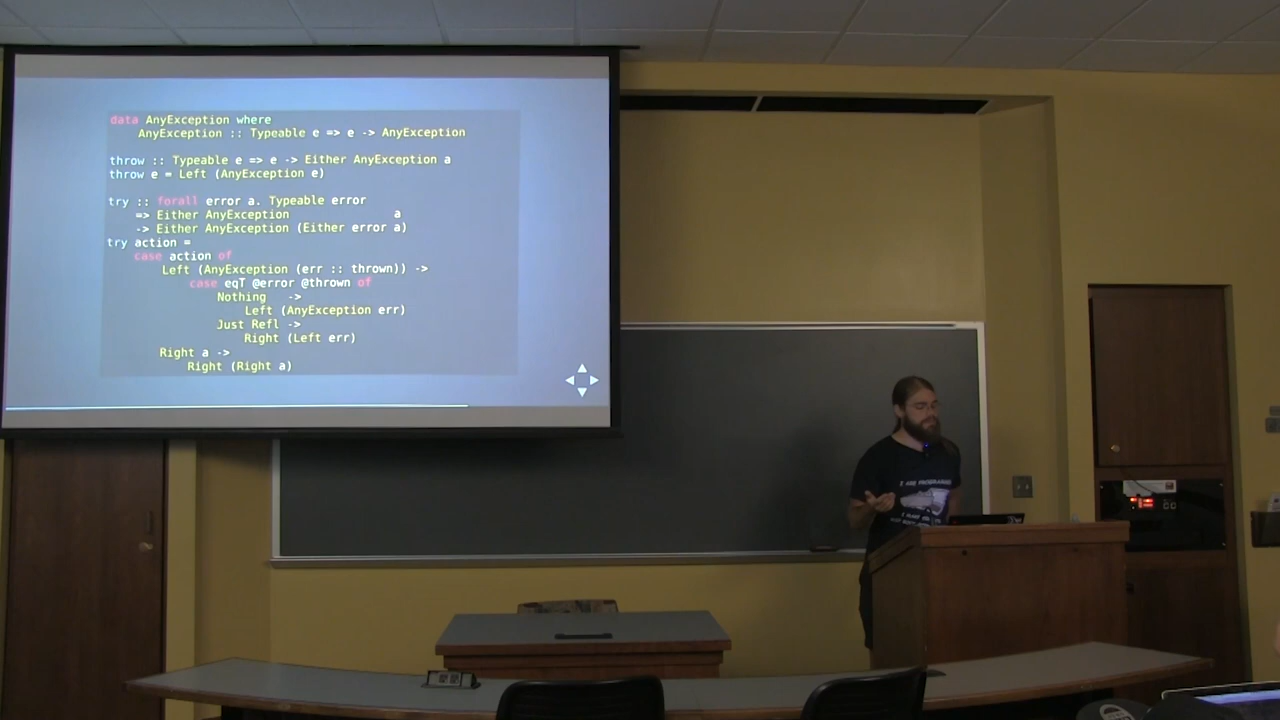 data AnyException where
    AnyException :: Typeable e => e -> AnyException
throw :: Typeable e => e -> Either AnyException a
throw e = Left (AnyException e)
try :: forall error a. Typeable error
    => Either AnyException               a
    -> Either AnyException (Either error a)
try action =
    case action of
        Left (AnyException (err :: thrown)) ->
            case eqT @error @thrown of
                Nothing   ->
                    Left (AnyException err)
                Just Refl ->
                    Right (Left err)
        Right a ->
            Right (Right a)